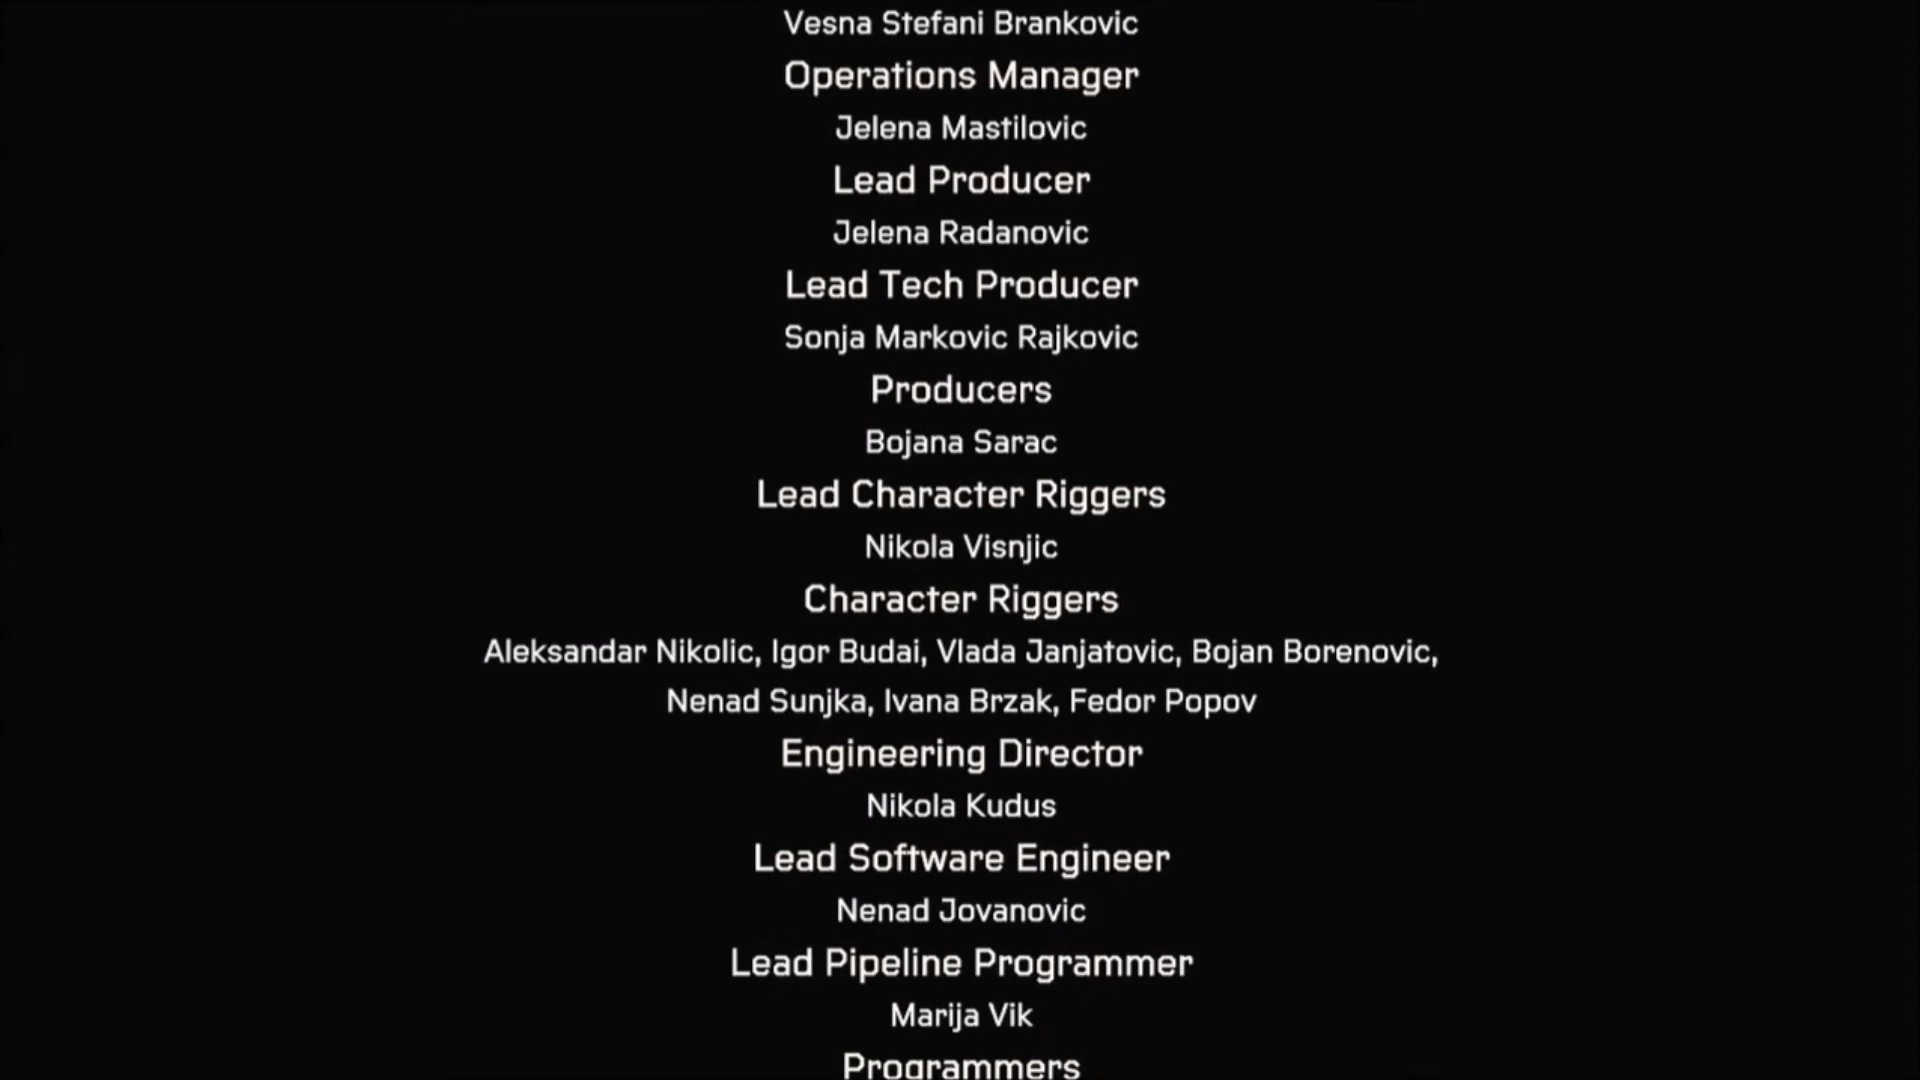 Vesna Stefani Brankovic
Operations Manager
Jelena Mastilovic
Lead Producer
Jelena Radanovic
Lead Tech Producer
Sonja Markovic Rajkovic
Producers
Bojana Sarac
Lead Character Riggers
Nikola Visnjic
Character Riggers
Aleksandar Nikolic, Igor Budai, Vlada Janjatovic, Bojan Borenovic,
Nenad Sunjka, Ivana Brzak, Fedor Popov
Engineering Director
Nikola Kudus
Lead Software Engineer
Nenad Jovanovic
Lead Pipeline Programmer
Marija Vik
Programmers